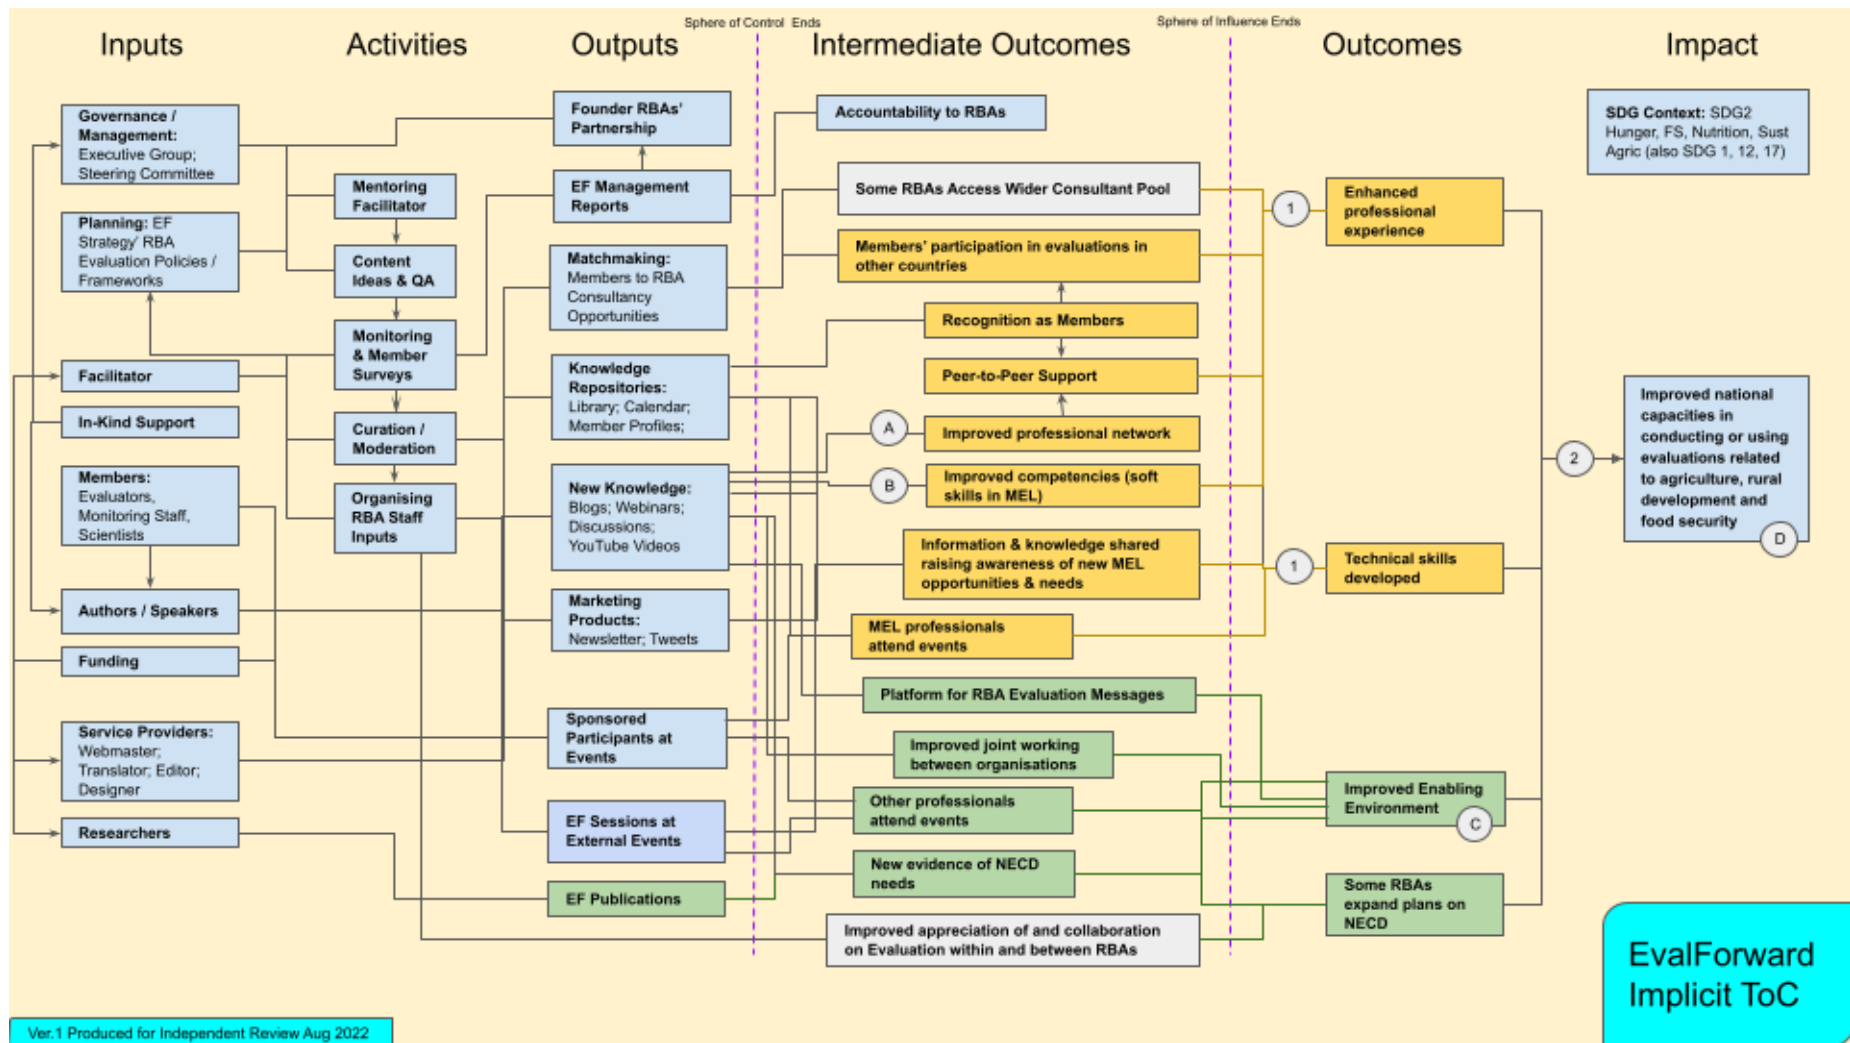 Sphere of Control Ends
Sphere of Influence Ends
Inputs
Activities
Outputs
Intermediate Outcomes
Outcomes
Impact
Governance /
Management:
Executive Group;
Steering Committee
Planning: EF
Strategy' RBA
Evaluation Policies /
Frameworks
Facilitator
In-Kind Support
Members:
Evaluators,
Monitoring Staff,
Scientists
Authors / Speakers
Funding
Service Providers:
Webmaster;
Translator; Editor;
Designer
Researchers
Mentoring
Facilitator
Content
Ideas & QA
Monitoring
& Member
Surveys
Curation /
Moderation
Organising
RBA Staff
Inputs
Founder RBAs'
Partnership
EF Management
Reports
Matchmaking:
Members to RBA
Consultancy
Opportunities
Knowledge
Repositories:
Library; Calendar;
Member Profiles;
New Knowledge:
Blogs; Webinars;
Discussions;
YouTube Videos
Marketing
Products:
Newsletter; Tweets
Sponsored
Participants at
Events
EF Sessions at
External Events
EF Publications
Accountability to RBAs
Some RBAs Access Wider Consultant Pool
Members' participation in evaluations in
other countries
Recognition as Members
Peer-to-Peer Support
A
Improved professional network
B
Improved competencies (soft
skills in MEL)
Information & knowledge shared
raising awareness of new MEL
opportunities & needs
MEL professionals
attend events
Platform for RBA Evaluation Messages
Improved joint working
between organisations
Other professionals
attend events
New evidence of NECD
needs
Improved appreciation of and collaboration
on Evaluation within and between RBAs
1
Enhanced
professional
experience
1
Technical skills
developed
Improved Enabling
Environment
C
Some RBAs
expand plans on
NECD
2
SDG Context: SDG2
Hunger, FS, Nutrition, Sust
Agric (also SDG 1, 12, 17)
Improved national
capacities in
conducting or using
evaluations related
to agriculture, rural
development and
food security
D
EvalForward
Implicit ToC
Ver.1 Produced for Independent Review Aug 2022